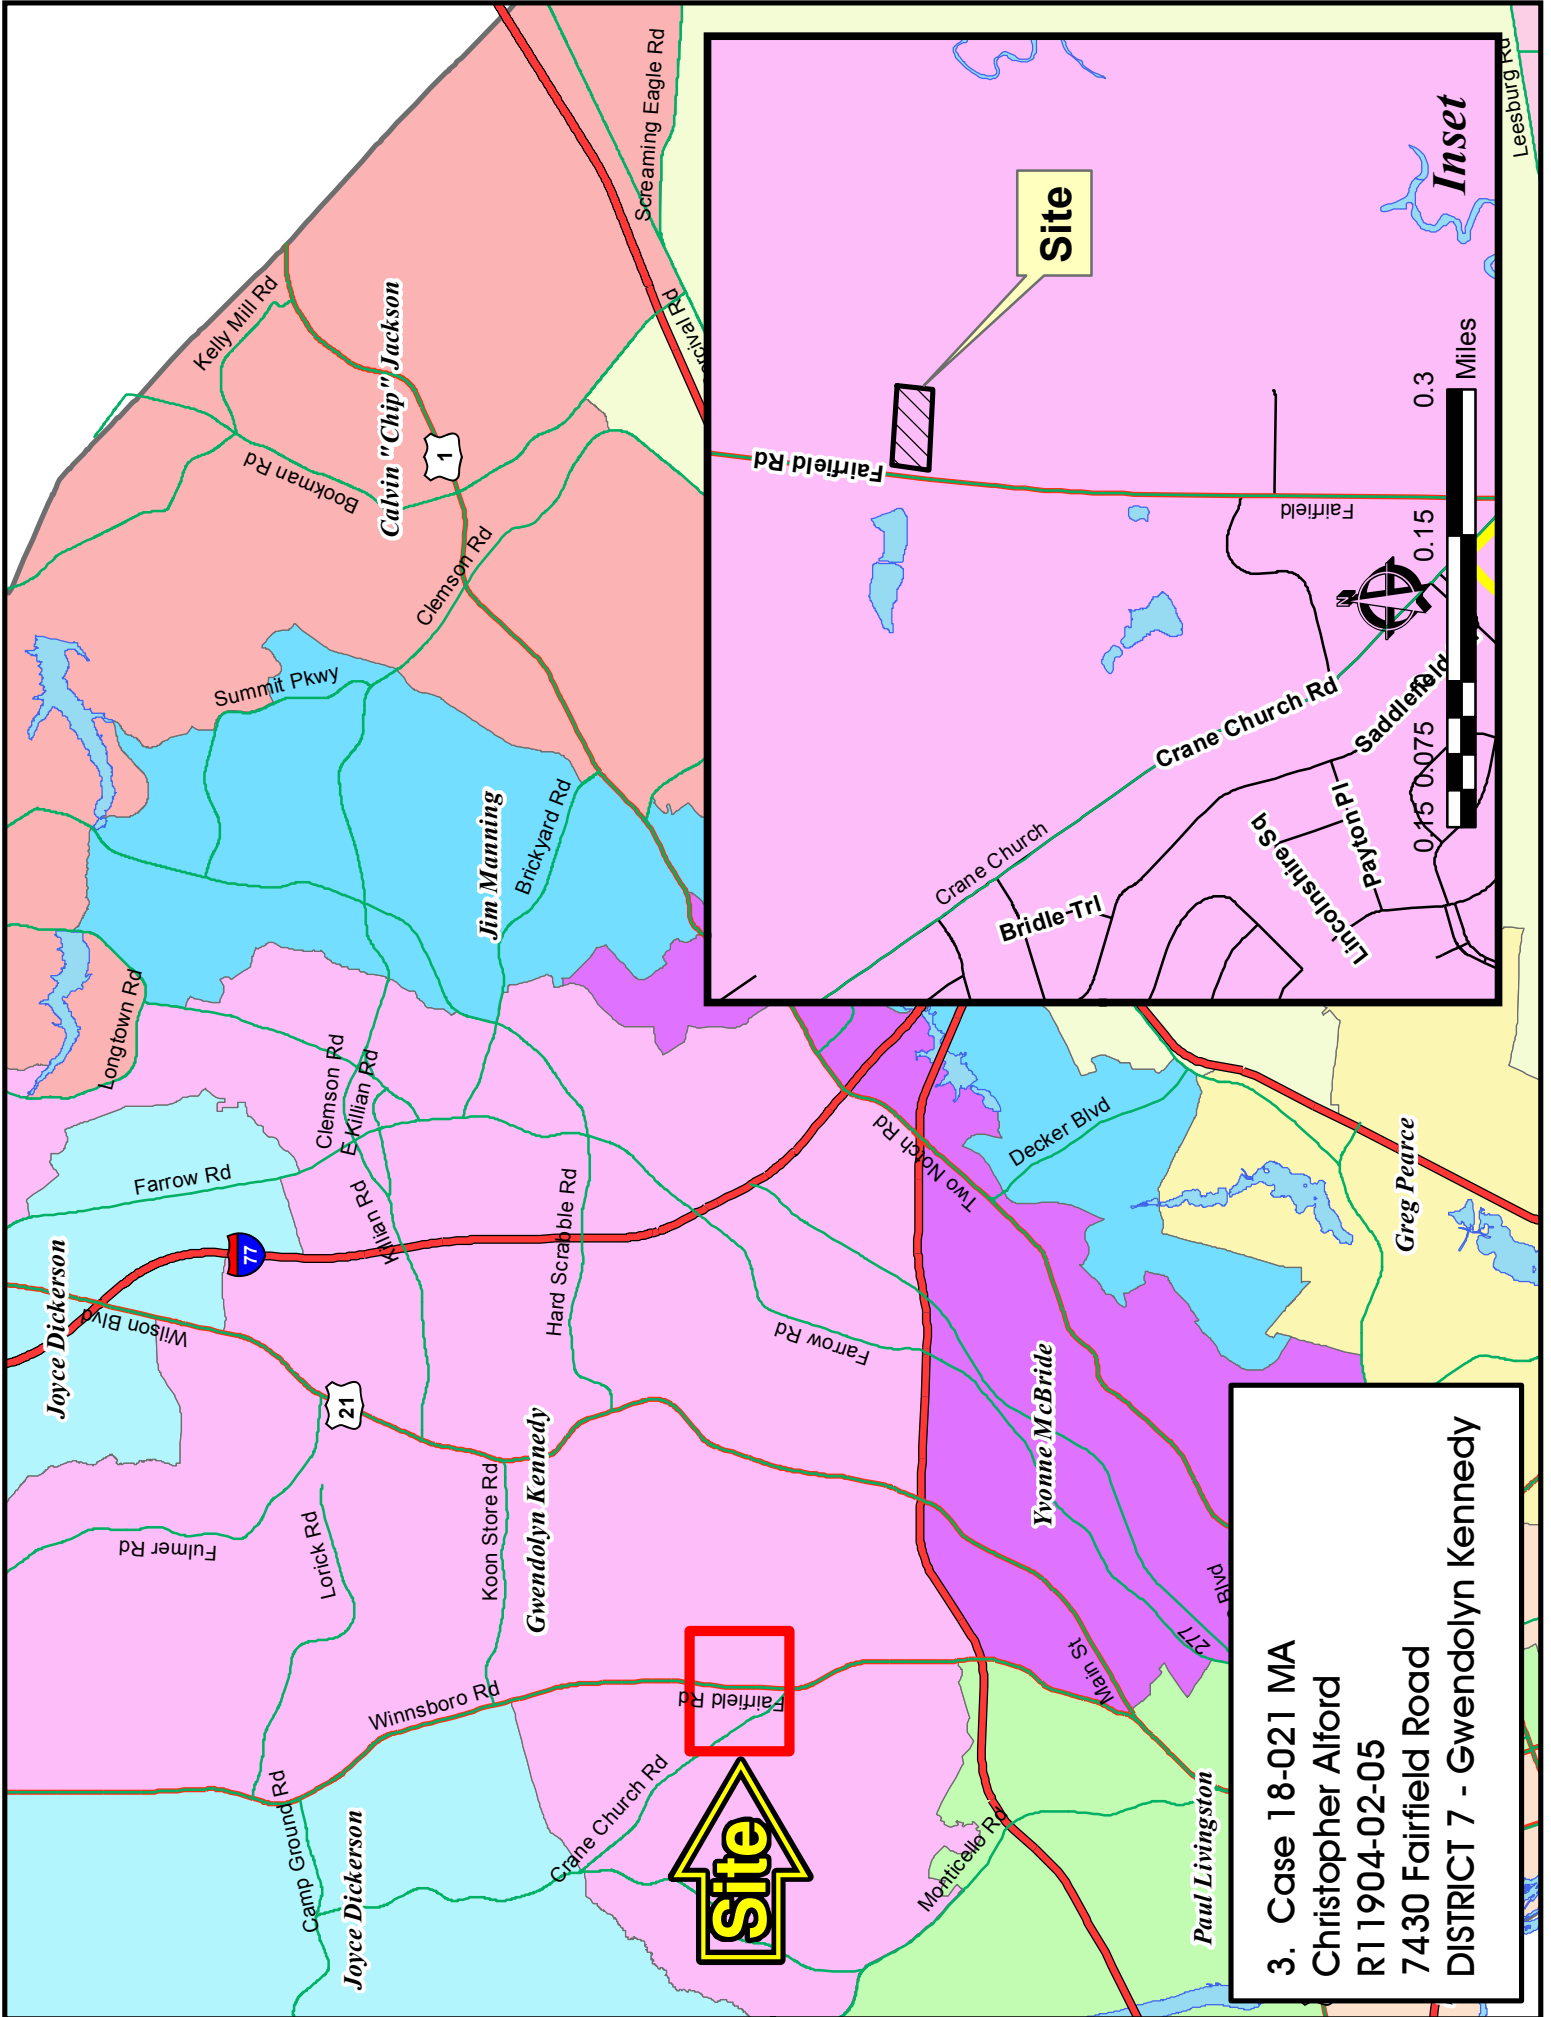 Joyce Dickerson
Wilson Blvd
77
Farrow Rd
Longtown Rd
Summit Pkwy
Bookman Rd
Kelly Mill Rd
Calvin "Chip" Jackson
1
Clemson Rd
Screaming Eagle Rd
Percival Rd
Jim Manning
Brickyard Rd
Clemson Rd
E Killian Rd
Killian Rd
Hard Scrabble Rd
Fulmer Rd
21
Lorick Rd
Koon Store Rd
Gwendolyn Kennedy
Winnsboro Rd
Camp Ground Rd
Joyce Dickerson
Crane Church Rd
Fairfield Rd
Site
Farrow Rd
Two Notch Rd
Decker Blvd
Yvonne McBride
Greg Pearce
Main St
277
Blvd
Monticello Rd
Paul Livingston
Leesburg Rd
Fairfield Rd
Site
Fairfield
Crane Church
Crane Church Rd
Bridle Trl
Saddlefield
Payton Pl
Lincolnshire Sq
N
0.15 0.075 0 0.15 0.3
Miles
Inset
3. Case 18-021 MA
Christopher Alford
R11904-02-05
7430 Fairfield Road
DISTRICT 7 - Gwendolyn Kennedy